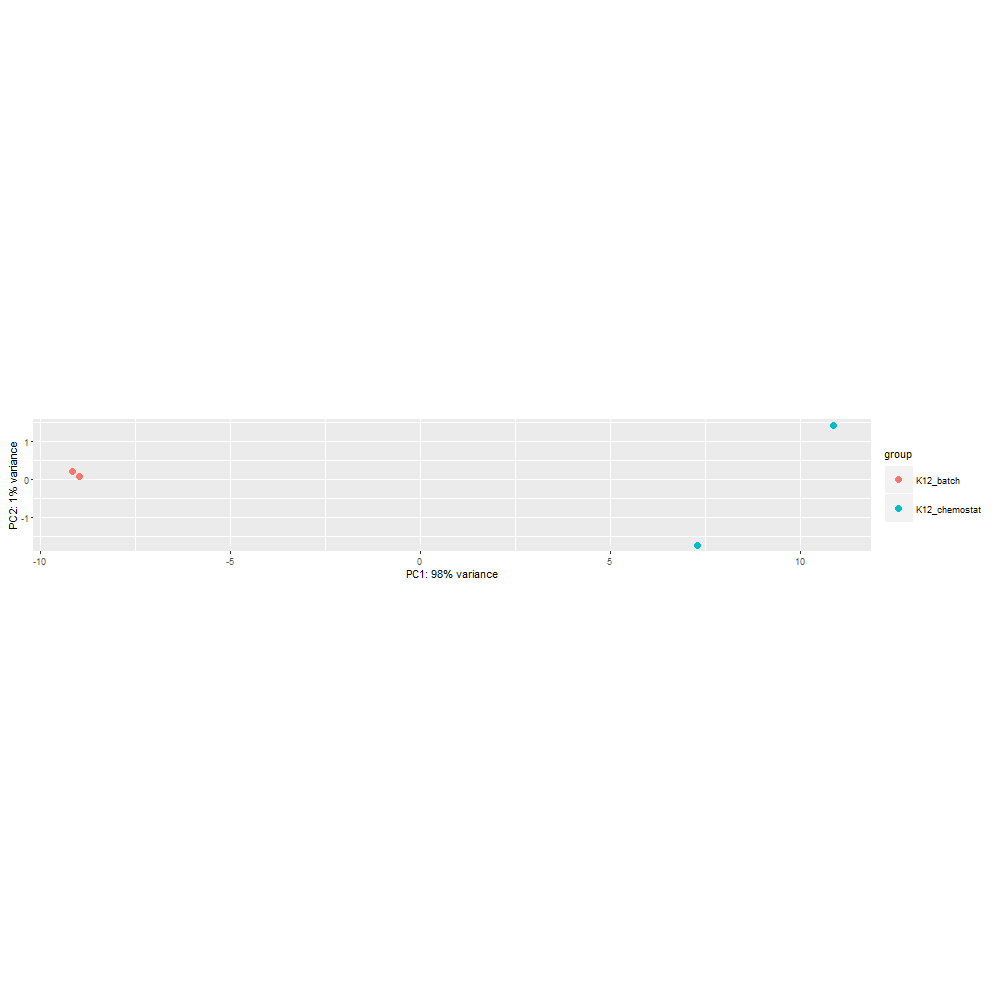 PC2: 1% variance
1
0
-1
-10
-5
0
5
10
PC1: 98% variance
group
K12_batch
K12_chemostat